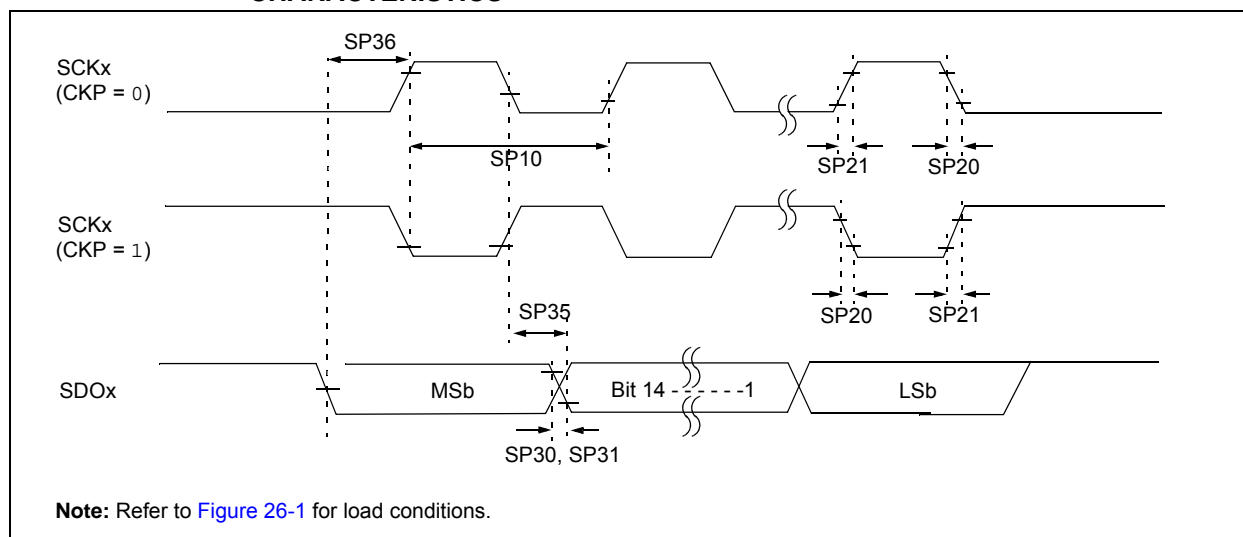 CHARACTERISTICS
SP36
SCKx
(CKP = 0)
SP10
SP21
SP20
SCKx
(CKP = 1)
SP35
SP20
SP21
SDOx
MSb
Bit 14 - - - - - -1
LSb
SP30, SP31
Note: Refer to Figure 26-1 for load conditions.